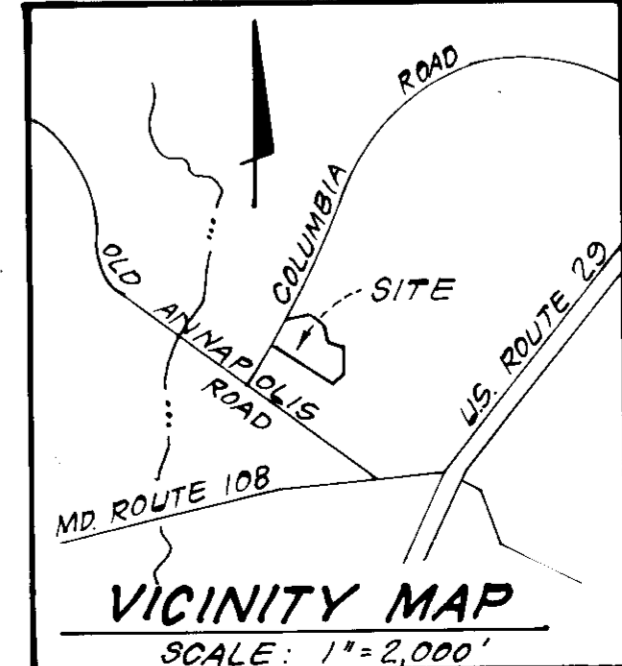 COLUMBIA ROAD
OLD ANNAPOLIS ROAD
SITE
U.S. ROUTE 29
MD. ROUTE 108
VICINITY MAP
SCALE: 1"=2,000'